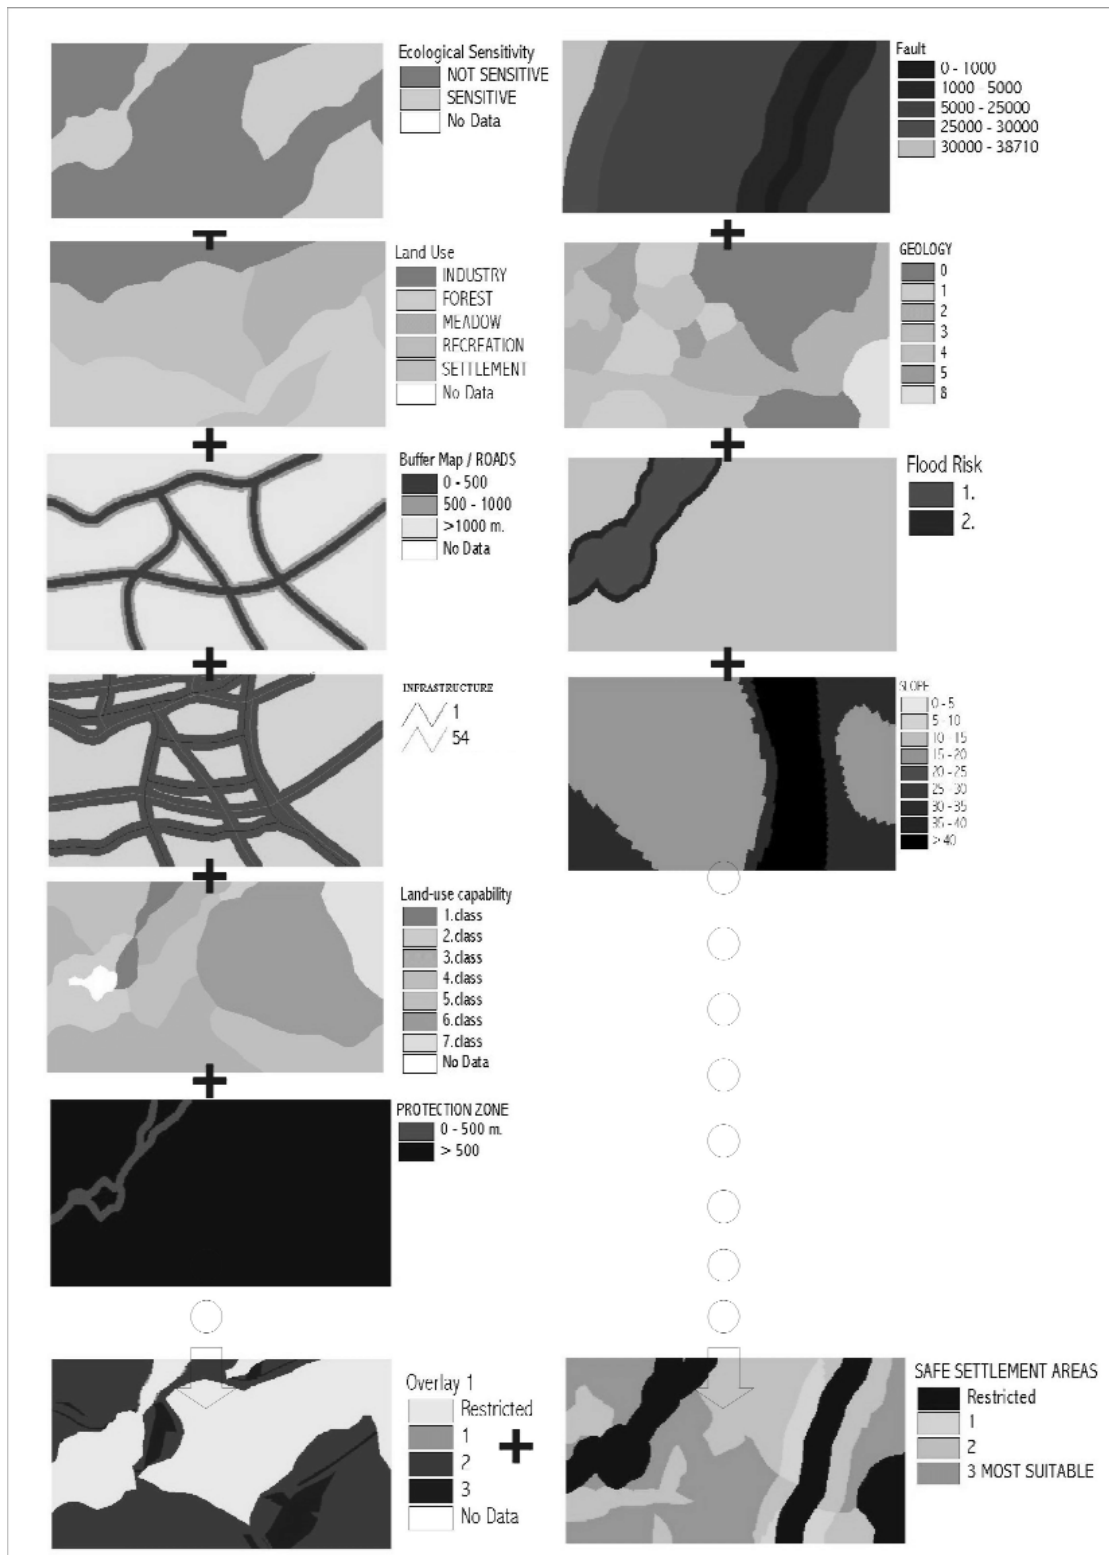 Ecological Sensitivity
NOT SENSITIVE
SENSITIVE
No Data
Land Use
INDUSTRY
FOREST
MEADOW
RECREATION
SETTLEMENT
No Data
Buffer Map / ROADS
0 - 500
500 - 1000
>1000 m.
No Data
INFRASTRUCTURE
1
54
Land-use capability
1.class
2.class
3.class
4.class
5.class
6.class
7.class
No Data
PROTECTION ZONE
0 - 500 m.
> 500
Overlay 1
Restricted
1
2
3
No Data
Fault
0 - 1000
1000 - 5000
5000 - 25000
25000 - 30000
30000 - 38710
GEOLOGY
0
1
2
3
4
5
8
Flood Risk
1.
2.
SLOPE
0 - 5
5 - 10
10 - 15
15 - 20
20 - 25
25 - 30
30 - 35
35 - 40
> 40
SAFE SETTLEMENT AREAS
Restricted
1
2
3 MOST SUITABLE